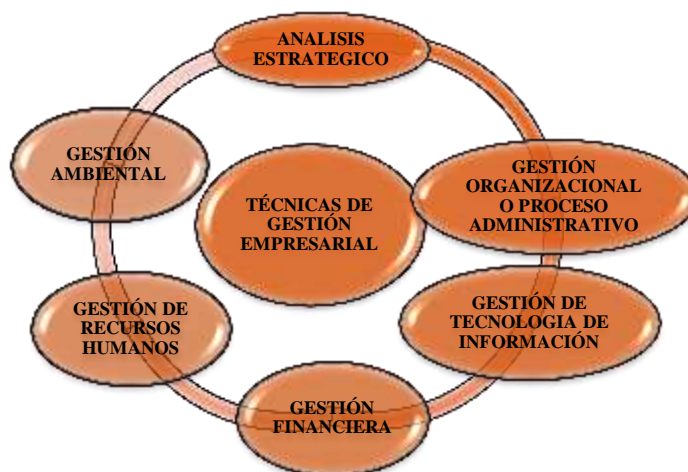 ANALISIS
ESTRATEGICO
GESTIÓN
ORGANIZACIONAL
O PROCESO
ADMINISTRATIVO
GESTIÓN DE
TECNOLOGIA DE
INFORMACIÓN
GESTIÓN
FINANCIERA
GESTIÓN DE
RECURSOS
HUMANOS
GESTIÓN
AMBIENTAL
TÉCNICAS DE
GESTIÓN
EMPRESARIAL